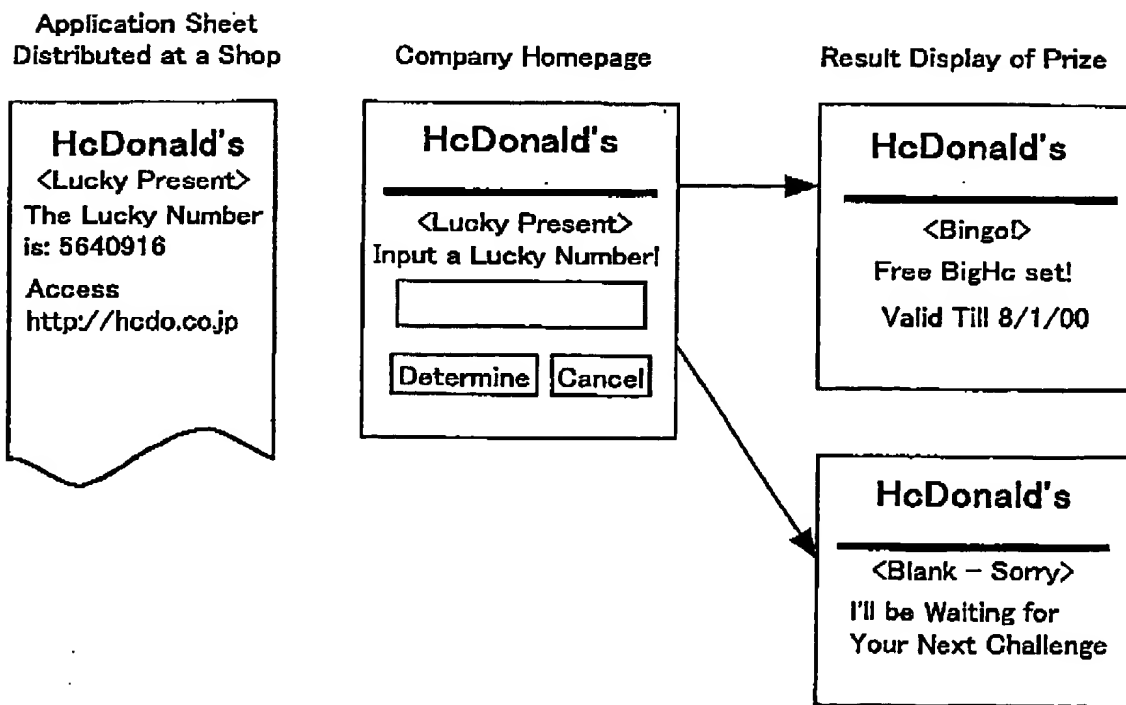 Application Sheet
Distributed at a Shop
HcDonald's
<Lucky Present>
The Lucky Number
is: 5640916
Access
http://hcdo.co.jp
Company Homepage
HcDonald's
<Lucky Present>
Input a Lucky Number!
Determine
Cancel
Result Display of Prize
HcDonald's
<Bingo!>
Free BigHc set!
Valid Till 8/1/00
HcDonald's
<Blank – Sorry>
I'll be Waiting for
Your Next Challenge